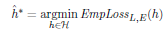 ĥ* = argmin EmpLoss_{L,E}(h)
h∈ℋ